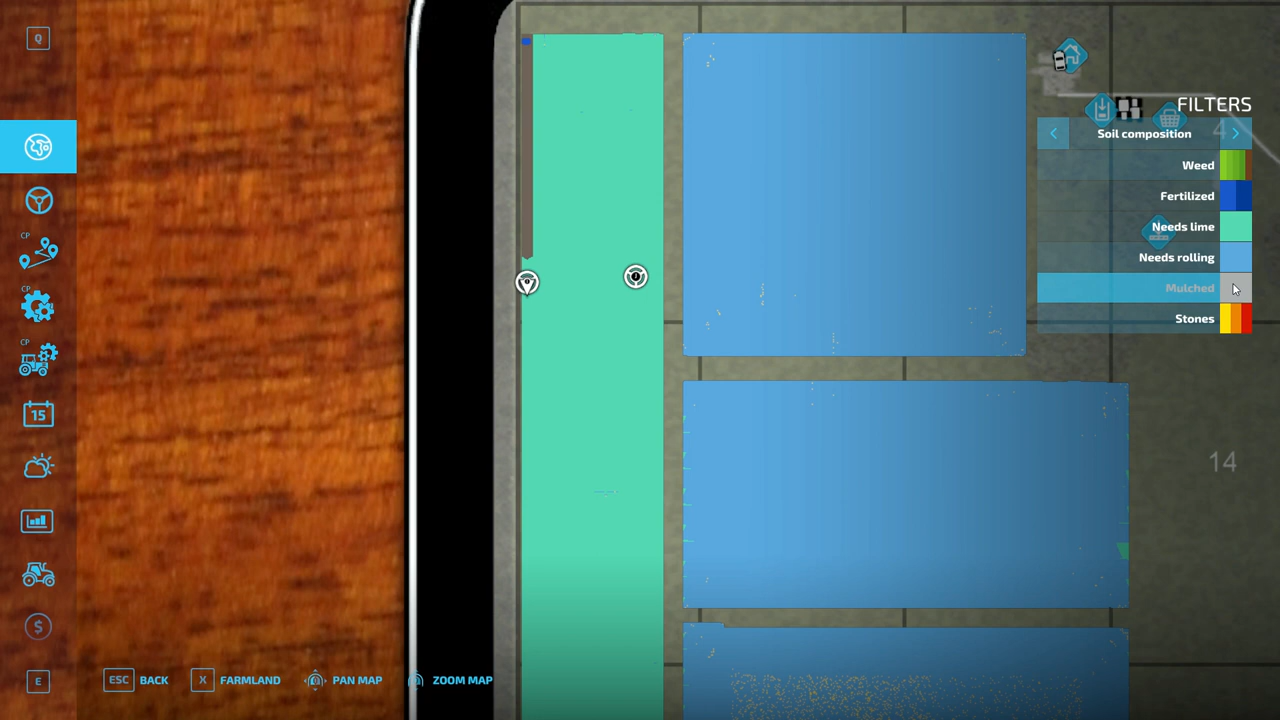 Q
FILTERS
4
Soil composition
Weed
Fertilized
Needs lime
Needs rolling
Mulched
Stones
CP
CP
CP
15
14
$
E
ESC BACK X FARMLAND PAN MAP ZOOM MAP